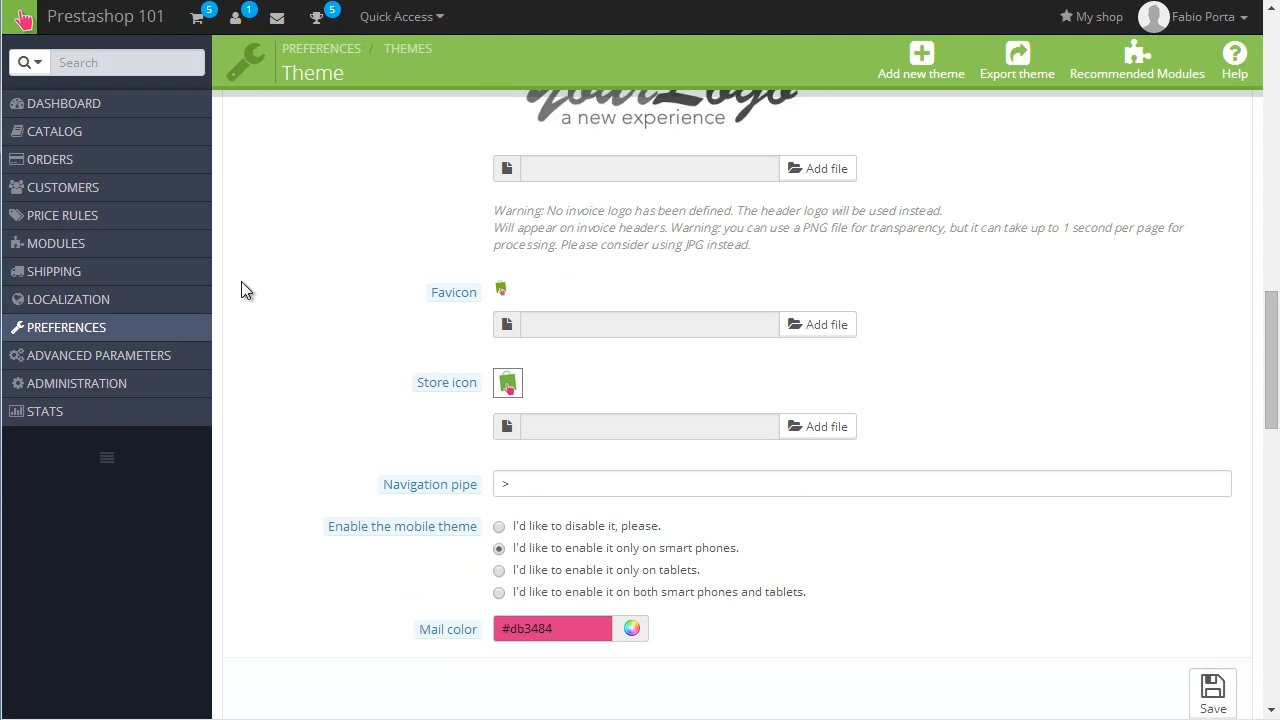 Prestashop 101
5
1
5
Quick Access
My shop
Fabio Porta
Search
PREFERENCES / THEMES
Theme
Add new theme
Export theme
Recommended Modules
Help
DASHBOARD
CATALOG
ORDERS
CUSTOMERS
PRICE RULES
MODULES
SHIPPING
LOCALIZATION
PREFERENCES
ADVANCED PARAMETERS
ADMINISTRATION
STATS
yourLogo
a new experience
Add file
Warning: No invoice logo has been defined. The header logo will be used instead.
Will appear on invoice headers. Warning: you can use a PNG file for transparency, but it can take up to 1 second per page for
processing. Please consider using JPG instead.
Favicon
Add file
Store icon
Add file
Navigation pipe
>
Enable the mobile theme
I'd like to disable it, please.
I'd like to enable it only on smart phones.
I'd like to enable it only on tablets.
I'd like to enable it on both smart phones and tablets.
Mail color
#db3484
Save